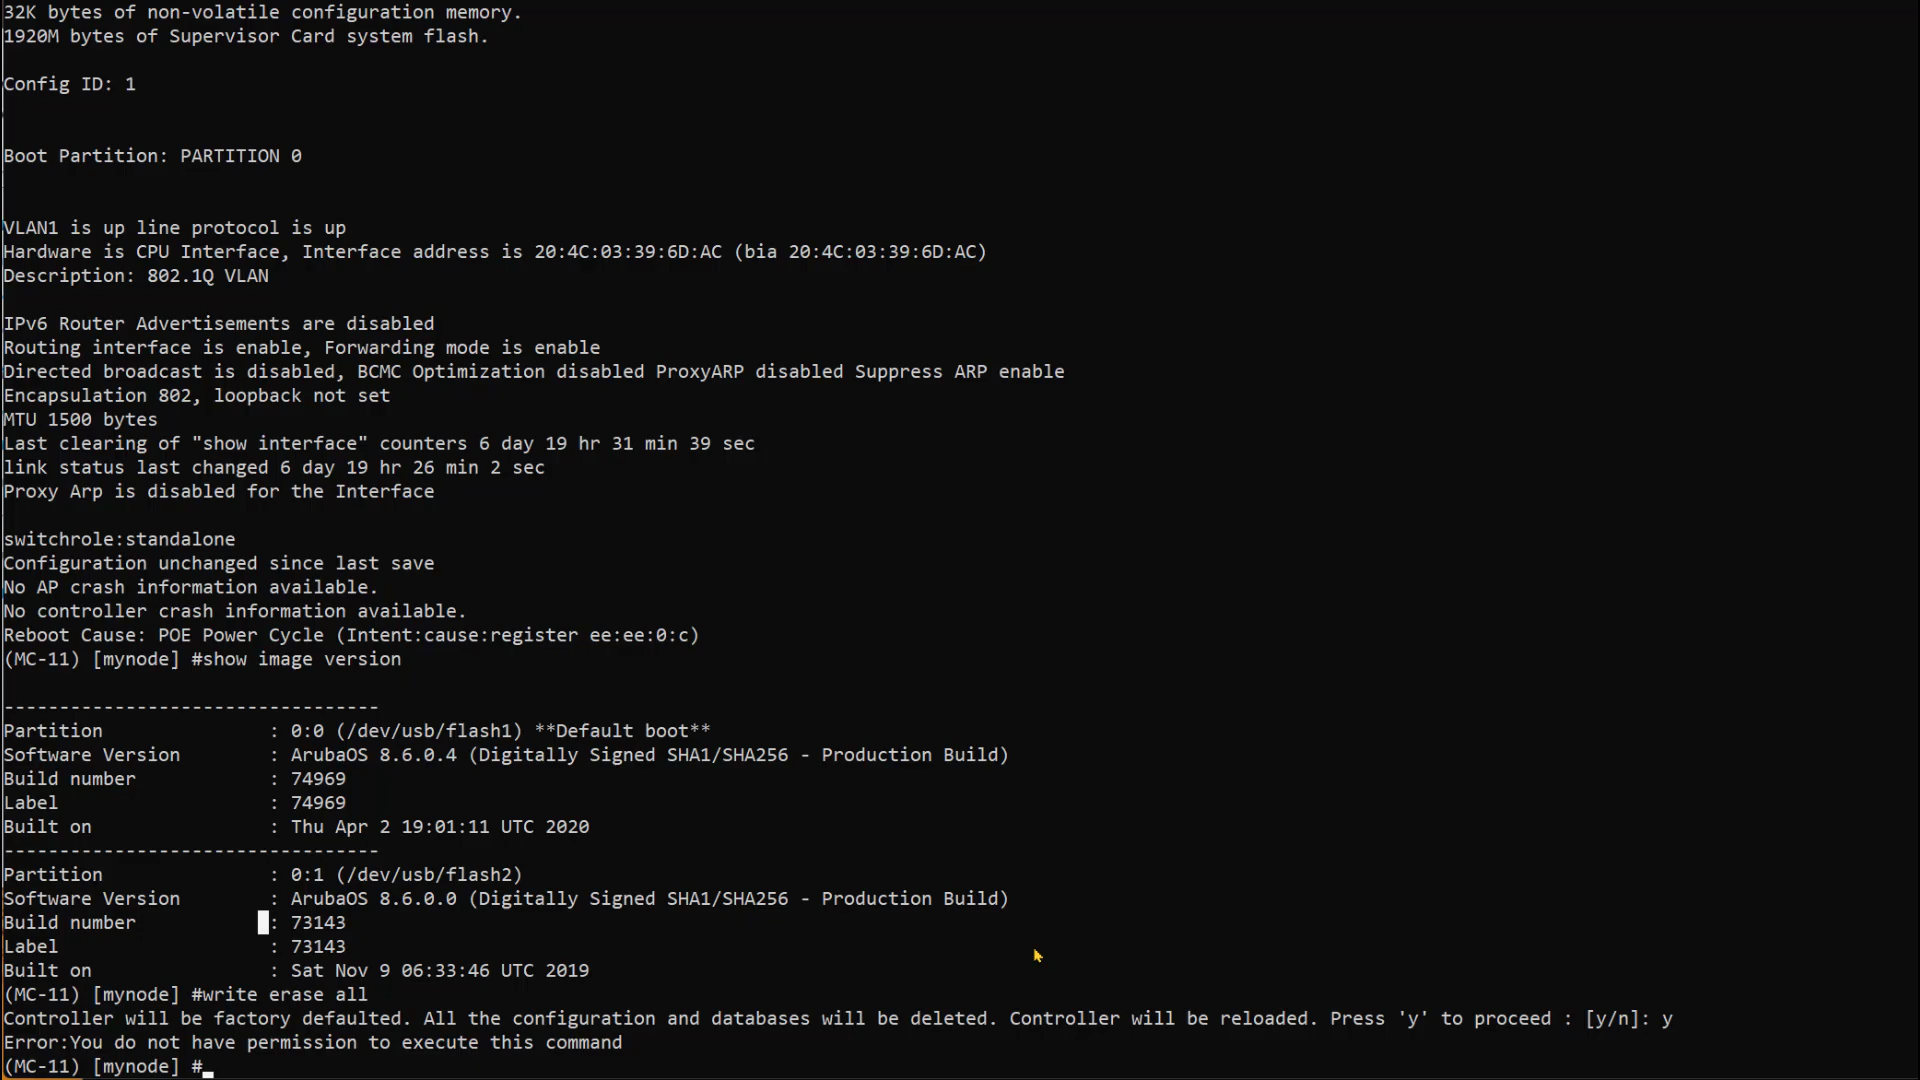 32K bytes of non-volatile configuration memory.
1920M bytes of Supervisor Card system flash.
Config ID: 1
Boot Partition: PARTITION 0
VLAN1 is up line protocol is up
Hardware is CPU Interface, Interface address is 20:4C:03:39:6D:AC (bia 20:4C:03:39:6D:AC)
Description: 802.1Q VLAN
IPv6 Router Advertisements are disabled
Routing interface is enable, Forwarding mode is enable
Directed broadcast is disabled, BCMC Optimization disabled ProxyARP disabled Suppress ARP enable
Encapsulation 802, loopback not set
MTU 1500 bytes
Last clearing of "show interface" counters 6 day 19 hr 31 min 39 sec
link status last changed 6 day 19 hr 26 min 2 sec
Proxy Arp is disabled for the Interface
switchrole:standalone
Configuration unchanged since last save
No AP crash information available.
No controller crash information available.
Reboot Cause: POE Power Cycle (Intent:cause:register ee:ee:0:c)
(MC-11) [mynode] #show image version
----------------------------------
Partition : 0:0 (/dev/usb/flash1) **Default boot**
Software Version : ArubaOS 8.6.0.4 (Digitally Signed SHA1/SHA256 - Production Build)
Build number : 74969
Label : 74969
Built on : Thu Apr 2 19:01:11 UTC 2020
----------------------------------
Partition : 0:1 (/dev/usb/flash2)
Software Version : ArubaOS 8.6.0.0 (Digitally Signed SHA1/SHA256 - Production Build)
Build number : 73143
Label : 73143
Built on : Sat Nov 9 06:33:46 UTC 2019
(MC-11) [mynode] #write erase all
Controller will be factory defaulted. All the configuration and databases will be deleted. Controller will be reloaded. Press 'y' to proceed : [y/n]: y
Error:You do not have permission to execute this command
(MC-11) [mynode] #